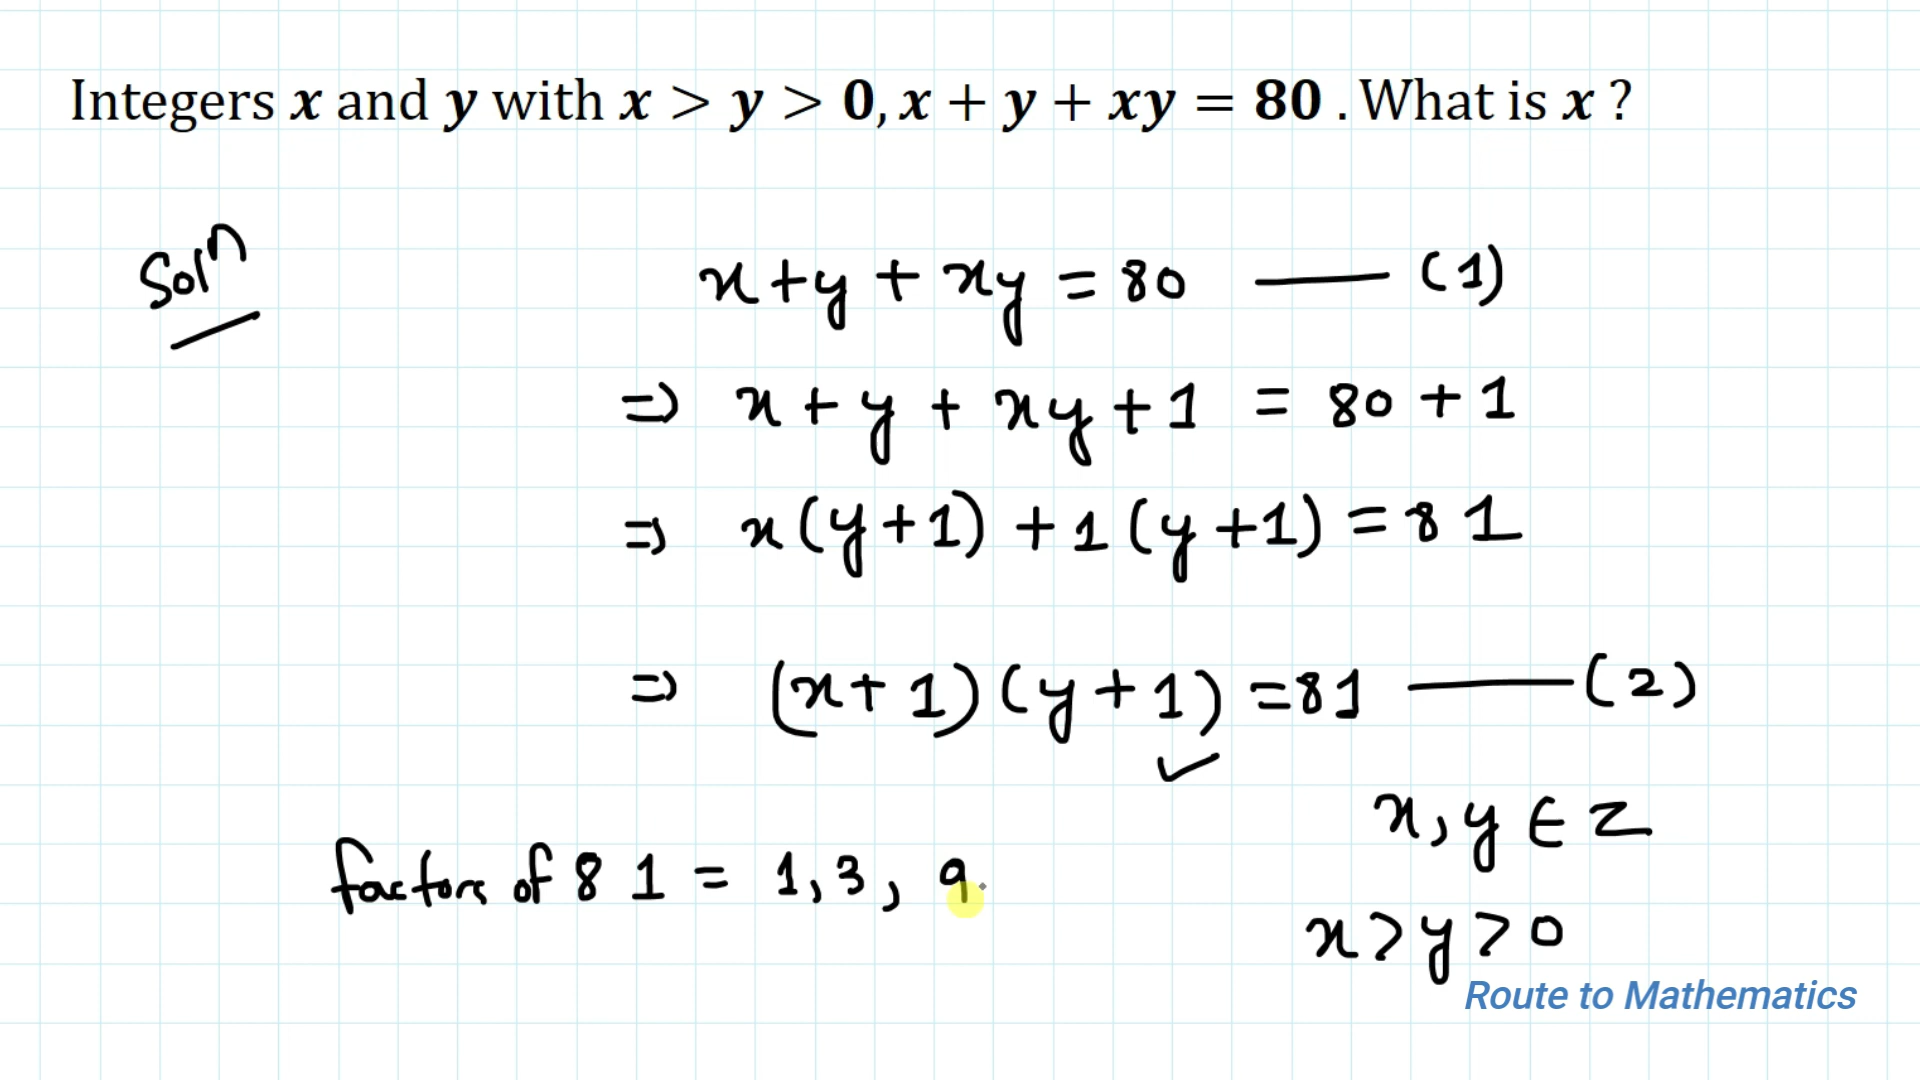 Integers x and y with x > y > 0, x + y + xy = 80 . What is x ?
Soln
x + y + xy = 80 —— (1)
=> x + y + xy + 1 = 80 + 1
=> x(y+1) + 1(y+1) = 81
=> (x+1)(y+1) = 81 —— (2)
✓
x, y ∈ Z
factors of 81 = 1, 3, 9
x > y > 0
Route to Mathematics